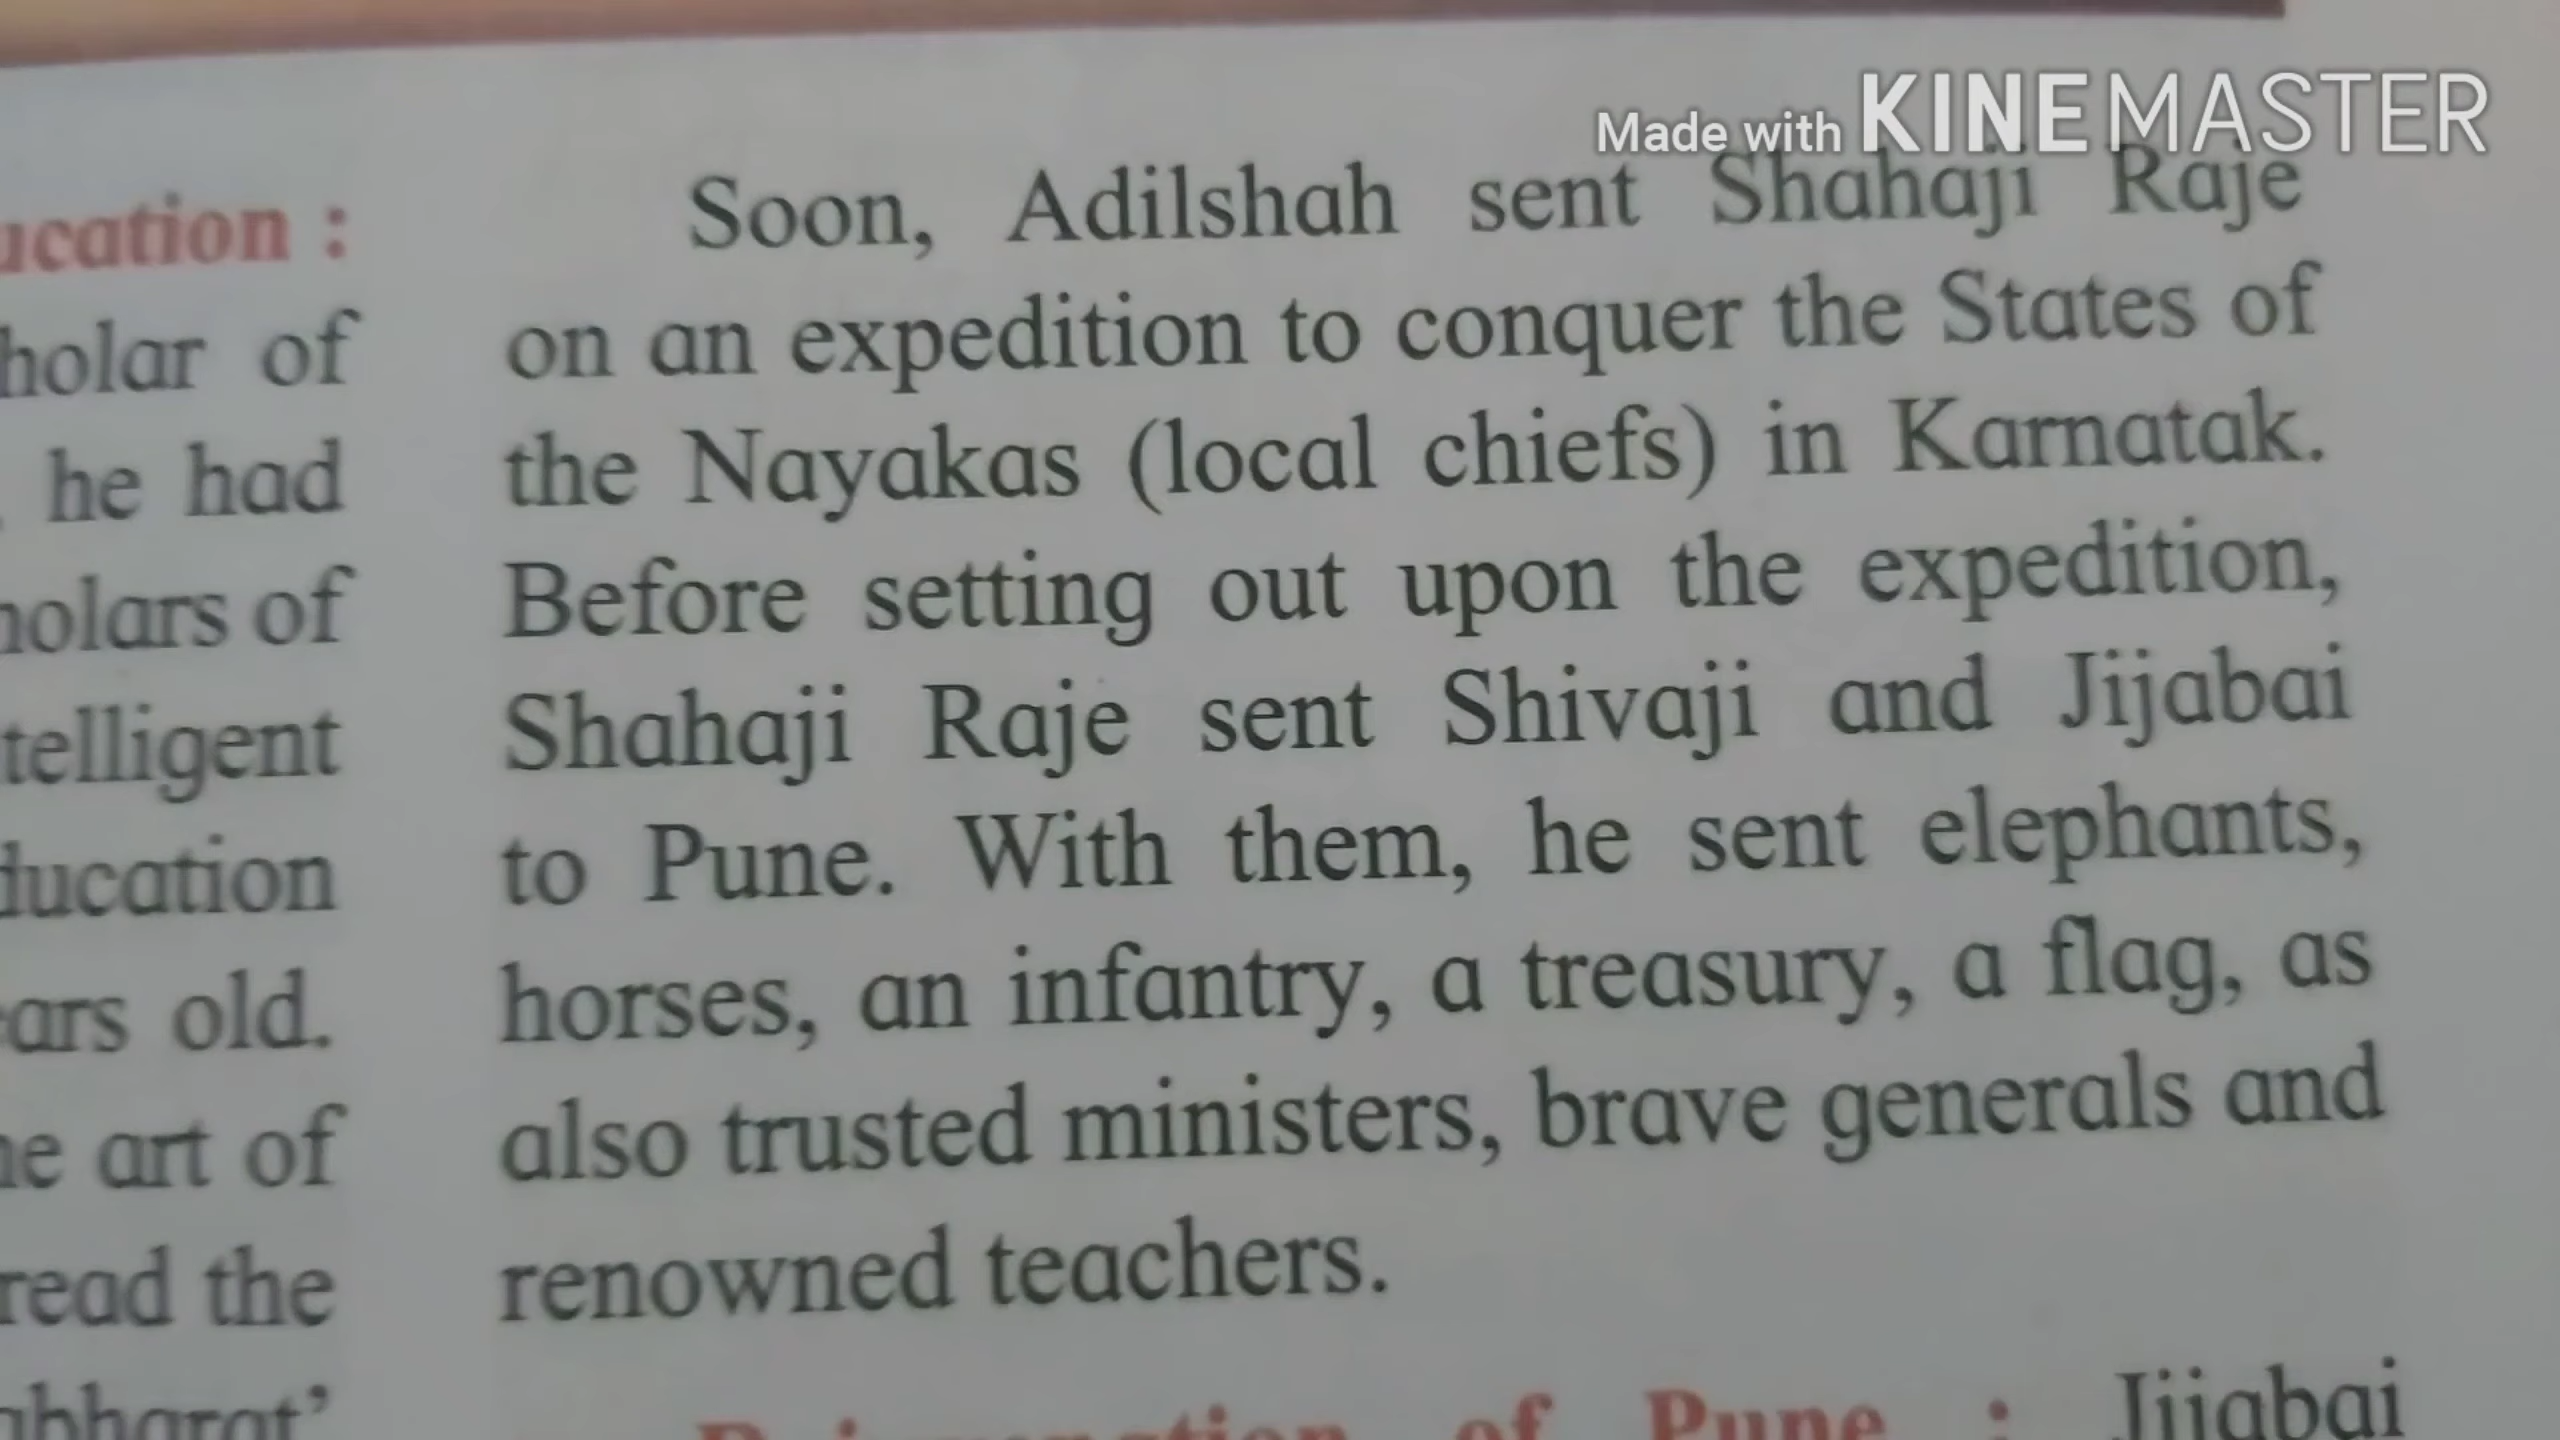 Made with KINEMASTER
ucation :
holar of
he had
holars of
telligent
ducation
ars old.
he art of
read the
Soon, Adilshah sent Shahaji Raje
on an expedition to conquer the States of
the Nayakas (local chiefs) in Karnatak.
Before setting out upon the expedition,
Shahaji Raje sent Shivaji and Jijabai
to Pune. With them, he sent elephants,
horses, an infantry, a treasury, a flag, as
also trusted ministers, brave generals and
renowned teachers.
of Pune : Jijabai